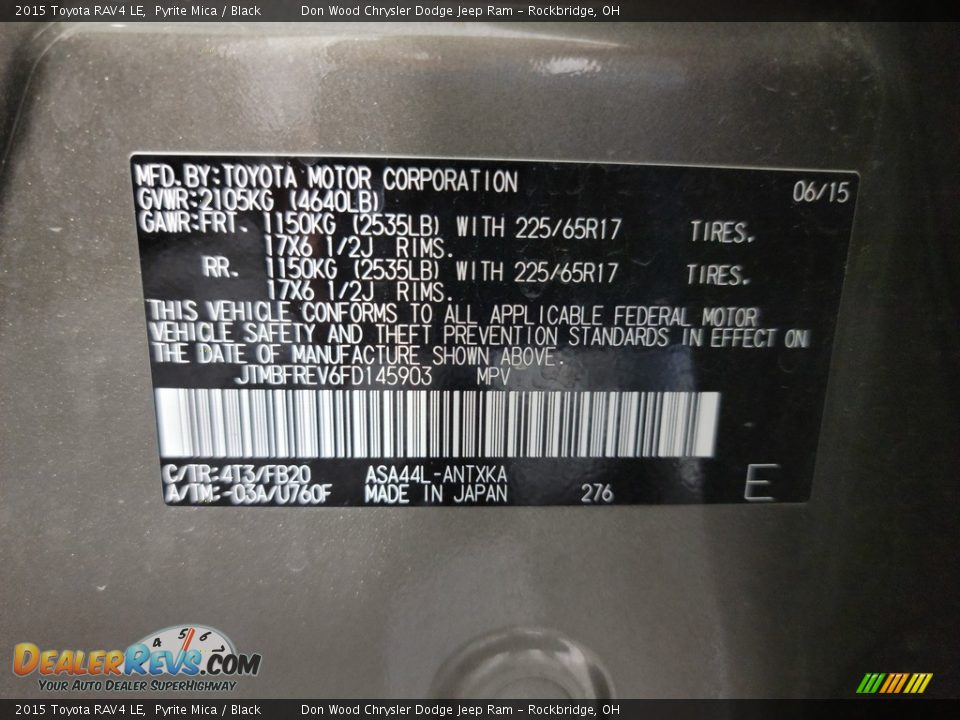 2015 Toyota RAV4 LE, Pyrite Mica / Black Don Wood Chrysler Dodge Jeep Ram - Rockbridge, OH
MFD.BY:TOYOTA MOTOR CORPORATION 06/15
GVWR:2105KG (4640LB)
GAWR:FRT. 1150KG (2535LB) WITH 225/65R17 TIRES.
17X6 1/2J RIMS.
RR. 1150KG (2535LB) WITH 225/65R17 TIRES.
17X6 1/2J RIMS.
THIS VEHICLE CONFORMS TO ALL APPLICABLE FEDERAL MOTOR
VEHICLE SAFETY AND THEFT PREVENTION STANDARDS IN EFFECT ON
THE DATE OF MANUFACTURE SHOWN ABOVE.
JTMBFREV6FD145903 MPV
C/TR:4T3/FB20 ASA44L-ANTXKA
A/TM:-03A/U760F MADE IN JAPAN 276 E
4 5 6
DEALERREVS.COM
YOUR AUTO DEALER SUPERHIGHWAY
2015 Toyota RAV4 LE, Pyrite Mica / Black Don Wood Chrysler Dodge Jeep Ram - Rockbridge, OH